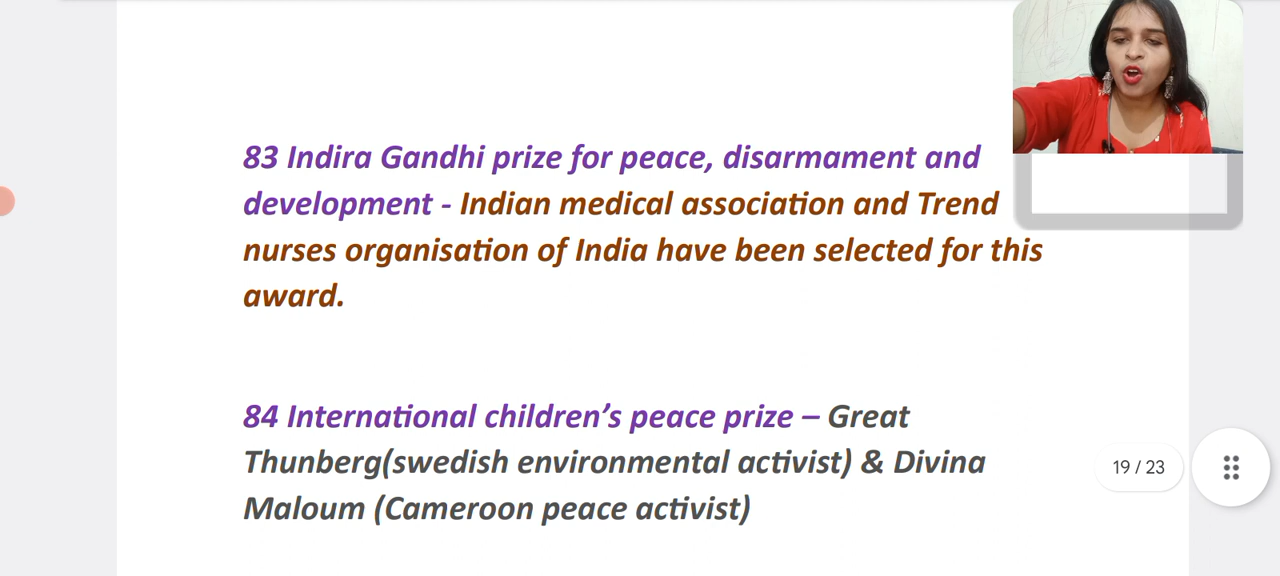 83 Indira Gandhi prize for peace, disarmament and
development - Indian medical association and Trend
nurses organisation of India have been selected for this
award.
84 International children’s peace prize – Great
Thunberg(swedish environmental activist) & Divina
Maloum (Cameroon peace activist)
19 / 23